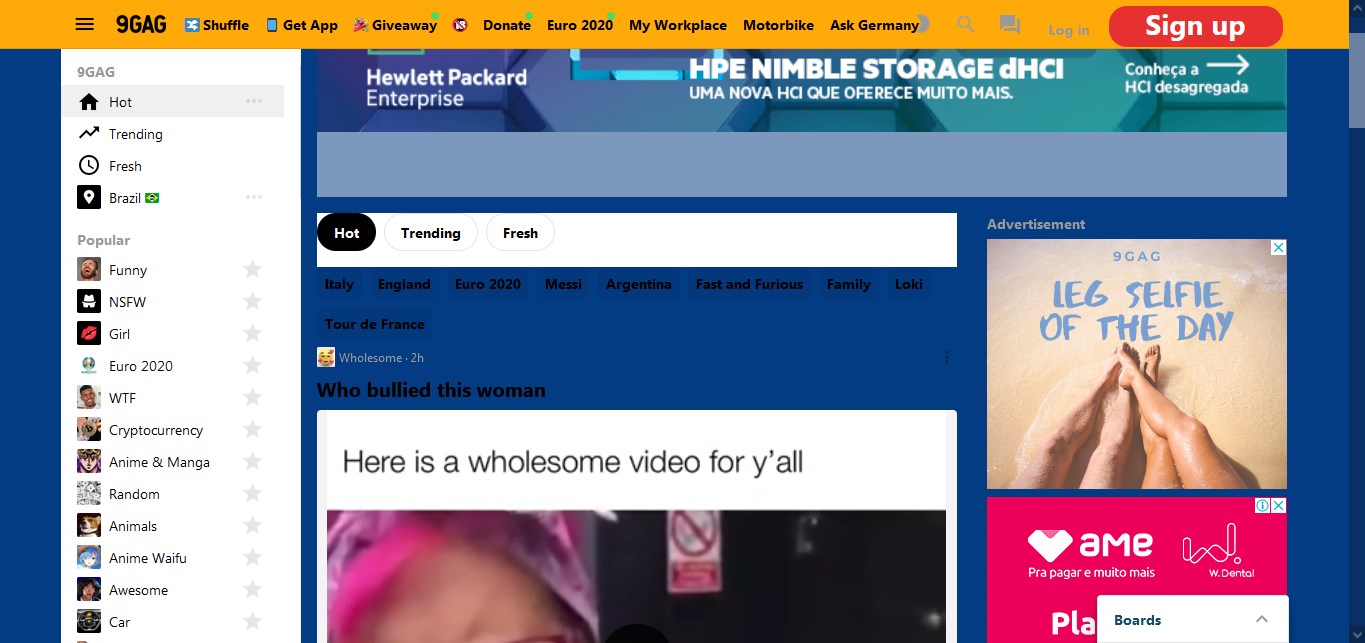 9GAG
Shuffle
Get App
Giveaway
Donate
Euro 2020
My Workplace
Motorbike
Ask Germany
Log in
Sign up
9GAG
Hot
Trending
Fresh
Brazil
Popular
Funny
NSFW
Girl
Euro 2020
WTF
Cryptocurrency
Anime & Manga
Random
Animals
Anime Waifu
Awesome
Car
Hewlett Packard
Enterprise
HPE NIMBLE STORAGE dHCI
UMA NOVA HCI QUE OFERECE MUITO MAIS.
Conheça a
HCI desagregada
Hot
Trending
Fresh
Italy
England
Euro 2020
Messi
Argentina
Fast and Furious
Family
Loki
Tour de France
Wholesome · 2h
Who bullied this woman
Here is a wholesome video for y'all
Advertisement
9GAG
LEG SELFIE
OF THE DAY
ame
Pra pagar e muito mais
W.Dental
Pla
Boards